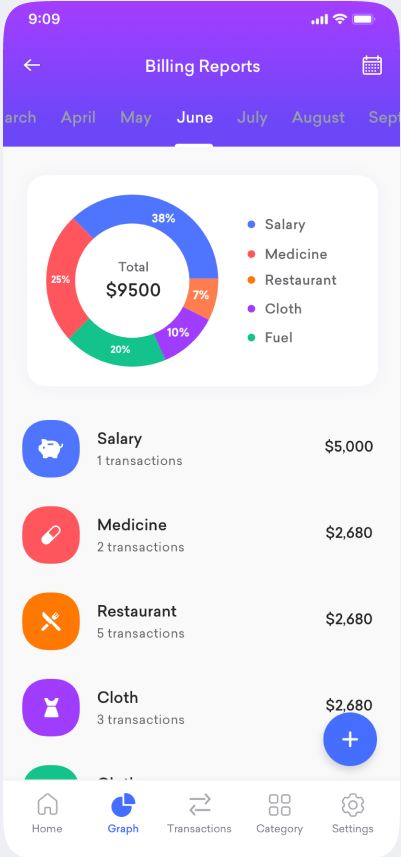 9:09
Billing Reports
arch April May June July August Sept
38%
25%
7%
10%
20%
Total
$9500
Salary
Medicine
Restaurant
Cloth
Fuel
Salary
1 transactions
$5,000
Medicine
2 transactions
$2,680
Restaurant
5 transactions
$2,680
Cloth
3 transactions
$2,680
Home Graph Transactions Category Settings